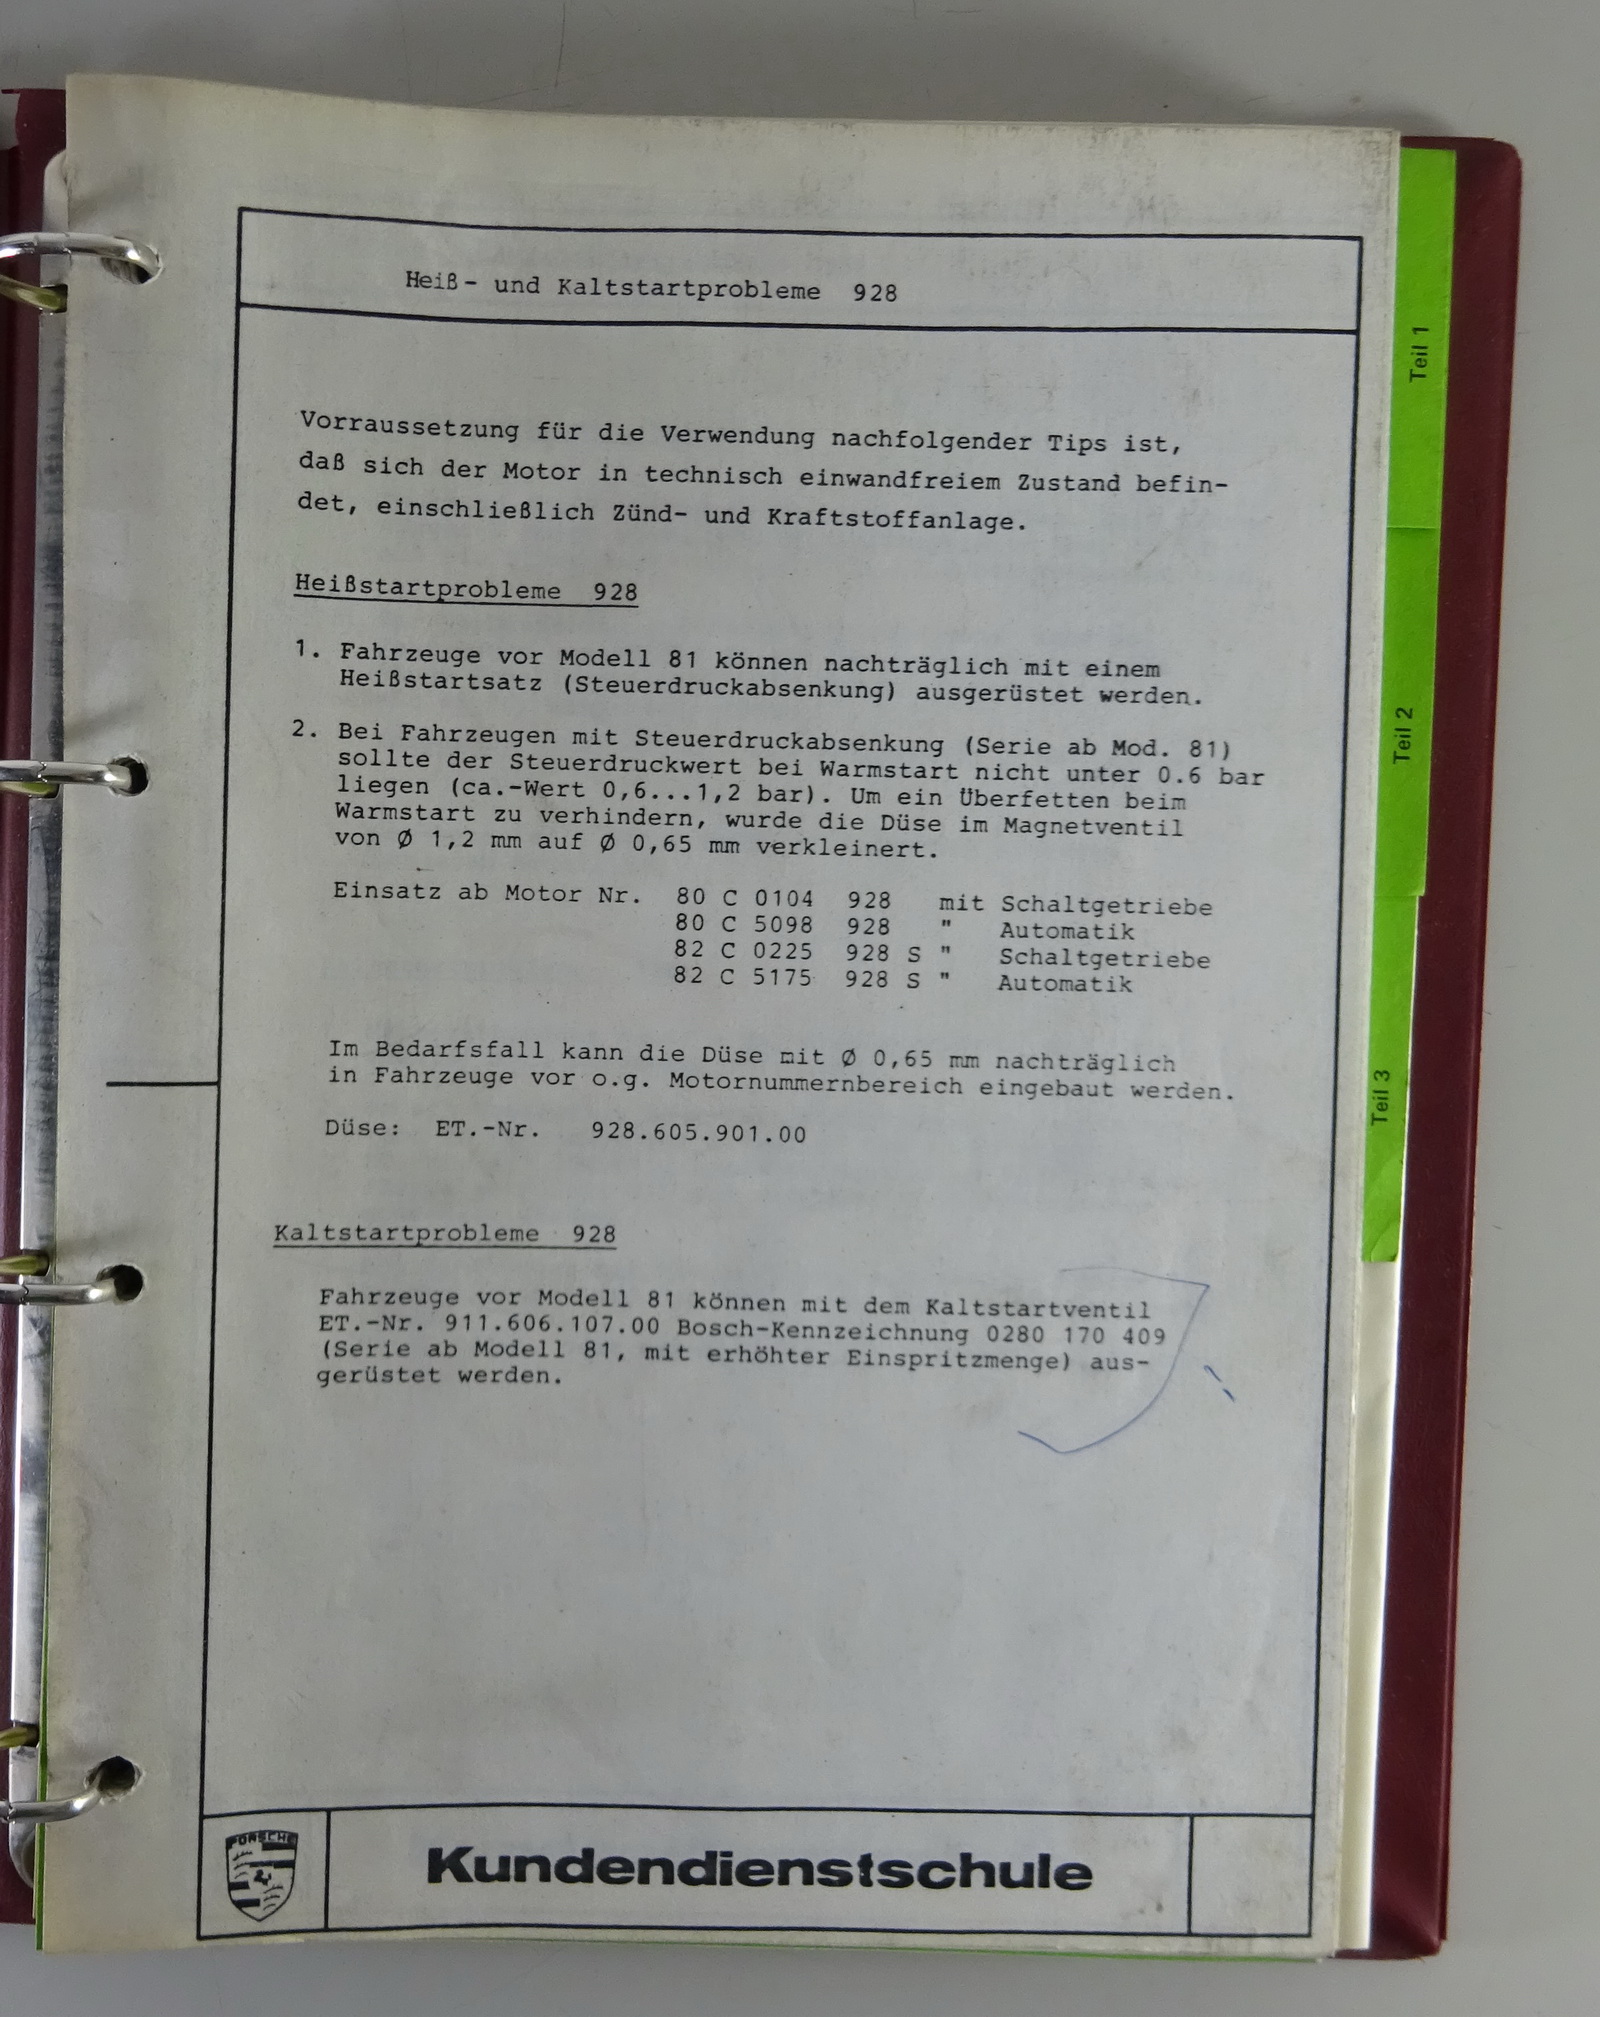 Heiß- und Kaltstartprobleme 928
Vorraussetzung für die Verwendung nachfolgender Tips ist,
daß sich der Motor in technisch einwandfreiem Zustand befin-
det, einschließlich Zünd- und Kraftstoffanlage.
Heißstartprobleme 928
1. Fahrzeuge vor Modell 81 können nachträglich mit einem
Heißstartsatz (Steuerdruckabsenkung) ausgerüstet werden.
2. Bei Fahrzeugen mit Steuerdruckabsenkung (Serie ab Mod. 81)
sollte der Steuerdruckwert bei Warmstart nicht unter 0.6 bar
liegen (ca.-Wert 0,6...1,2 bar). Um ein Überfetten beim
Warmstart zu verhindern, wurde die Düse im Magnetventil
von Ø 1,2 mm auf Ø 0,65 mm verkleinert.
Einsatz ab Motor Nr. 80 C 0104 928 mit Schaltgetriebe
80 C 5098 928 " Automatik
82 C 0225 928 S " Schaltgetriebe
82 C 5175 928 S " Automatik
Im Bedarfsfall kann die Düse mit Ø 0,65 mm nachträglich
in Fahrzeuge vor o.g. Motornummernbereich eingebaut werden.
Düse: ET.-Nr. 928.605.901.00
Kaltstartprobleme 928
Fahrzeuge vor Modell 81 können mit dem Kaltstartventil
ET.-Nr. 911.606.107.00 Bosch-Kennzeichnung 0280 170 409
(Serie ab Modell 81, mit erhöhter Einspritzmenge) aus-
gerüstet werden.
PORSCHE
Kundendienstschule
Teil 1
Teil 2
Teil 3